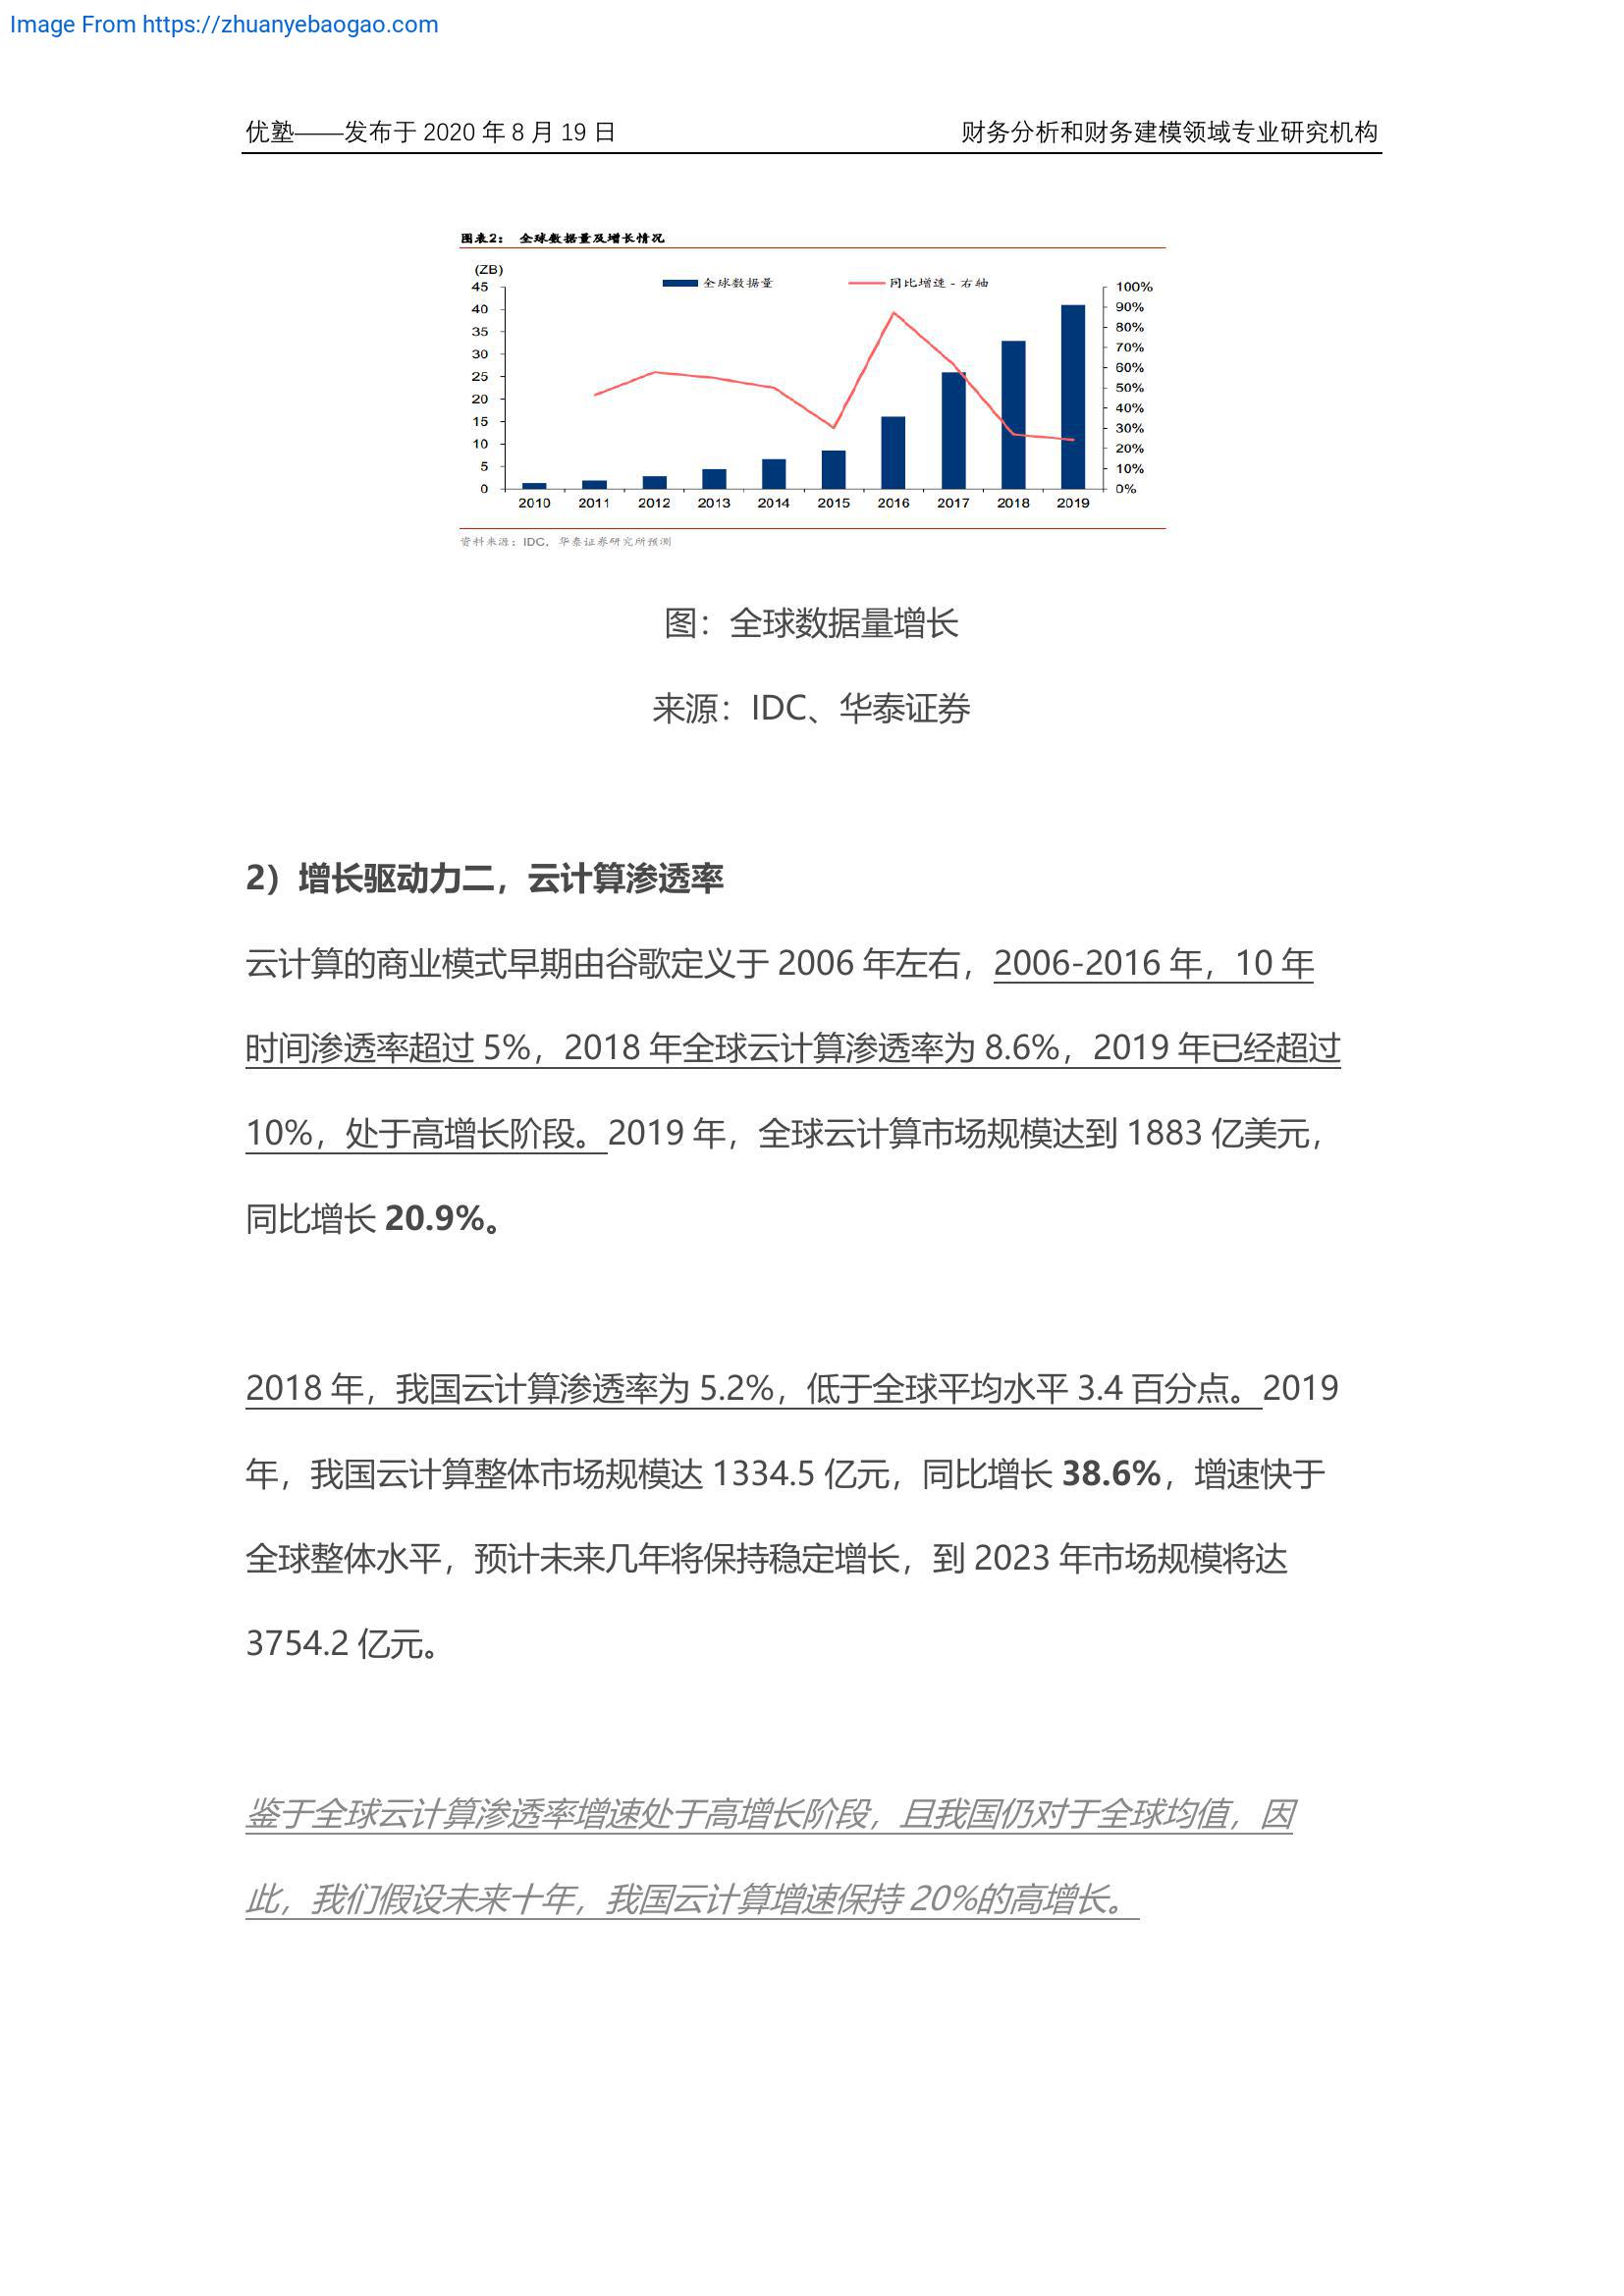 Image From https://zhuanyebaogao.com
优塾——发布于 2020 年 8 月 19 日 财务分析和财务建模领域专业研究机构
图表2： 全球数据量及增长情况
(ZB)
全球数据量 同比增速 - 右轴
45 100%
40 90%
35 80%
30 70%
25 60%
20 50%
15 40%
10 30%
5 20%
0 10%
0%
2010 2011 2012 2013 2014 2015 2016 2017 2018 2019
资料来源：IDC，华泰证券研究所预测
图：全球数据量增长
来源：IDC、华泰证券
2）增长驱动力二，云计算渗透率
云计算的商业模式早期由谷歌定义于 2006 年左右，2006-2016 年，10 年
时间渗透率超过 5%，2018 年全球云计算渗透率为 8.6%，2019 年已经超过
10%，处于高增长阶段。2019 年，全球云计算市场规模达到 1883 亿美元，
同比增长 20.9%。
2018 年，我国云计算渗透率为 5.2%，低于全球平均水平 3.4 百分点。2019
年，我国云计算整体市场规模达 1334.5 亿元，同比增长 38.6%，增速快于
全球整体水平，预计未来几年将保持稳定增长，到 2023 年市场规模将达
3754.2 亿元。
鉴于全球云计算渗透率增速处于高增长阶段，且我国仍对于全球均值，因
此，我们假设未来十年，我国云计算增速保持 20%的高增长。